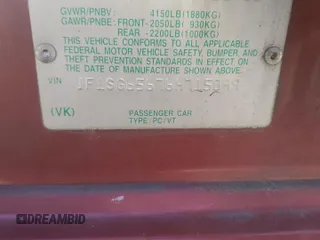 GVWR/PNBV: 4150LB(1880KG)
GAWR/PNBE: FRONT-2050LB( 930KG)
REAR -2200LB(1000KG)
THIS VEHICLE CONFORMS TO ALL APPLICABLE
FEDERAL MOTOR VEHICLE SAFETY, BUMPER, AND
THEFT PREVENTION STANDARDS IN EFFECT ON
THE DATE OF MANUFACTURE SHOWN ABOVE.
VIN
(VK)
PASSENGER CAR
TYPE PC/VT
DREAMBID